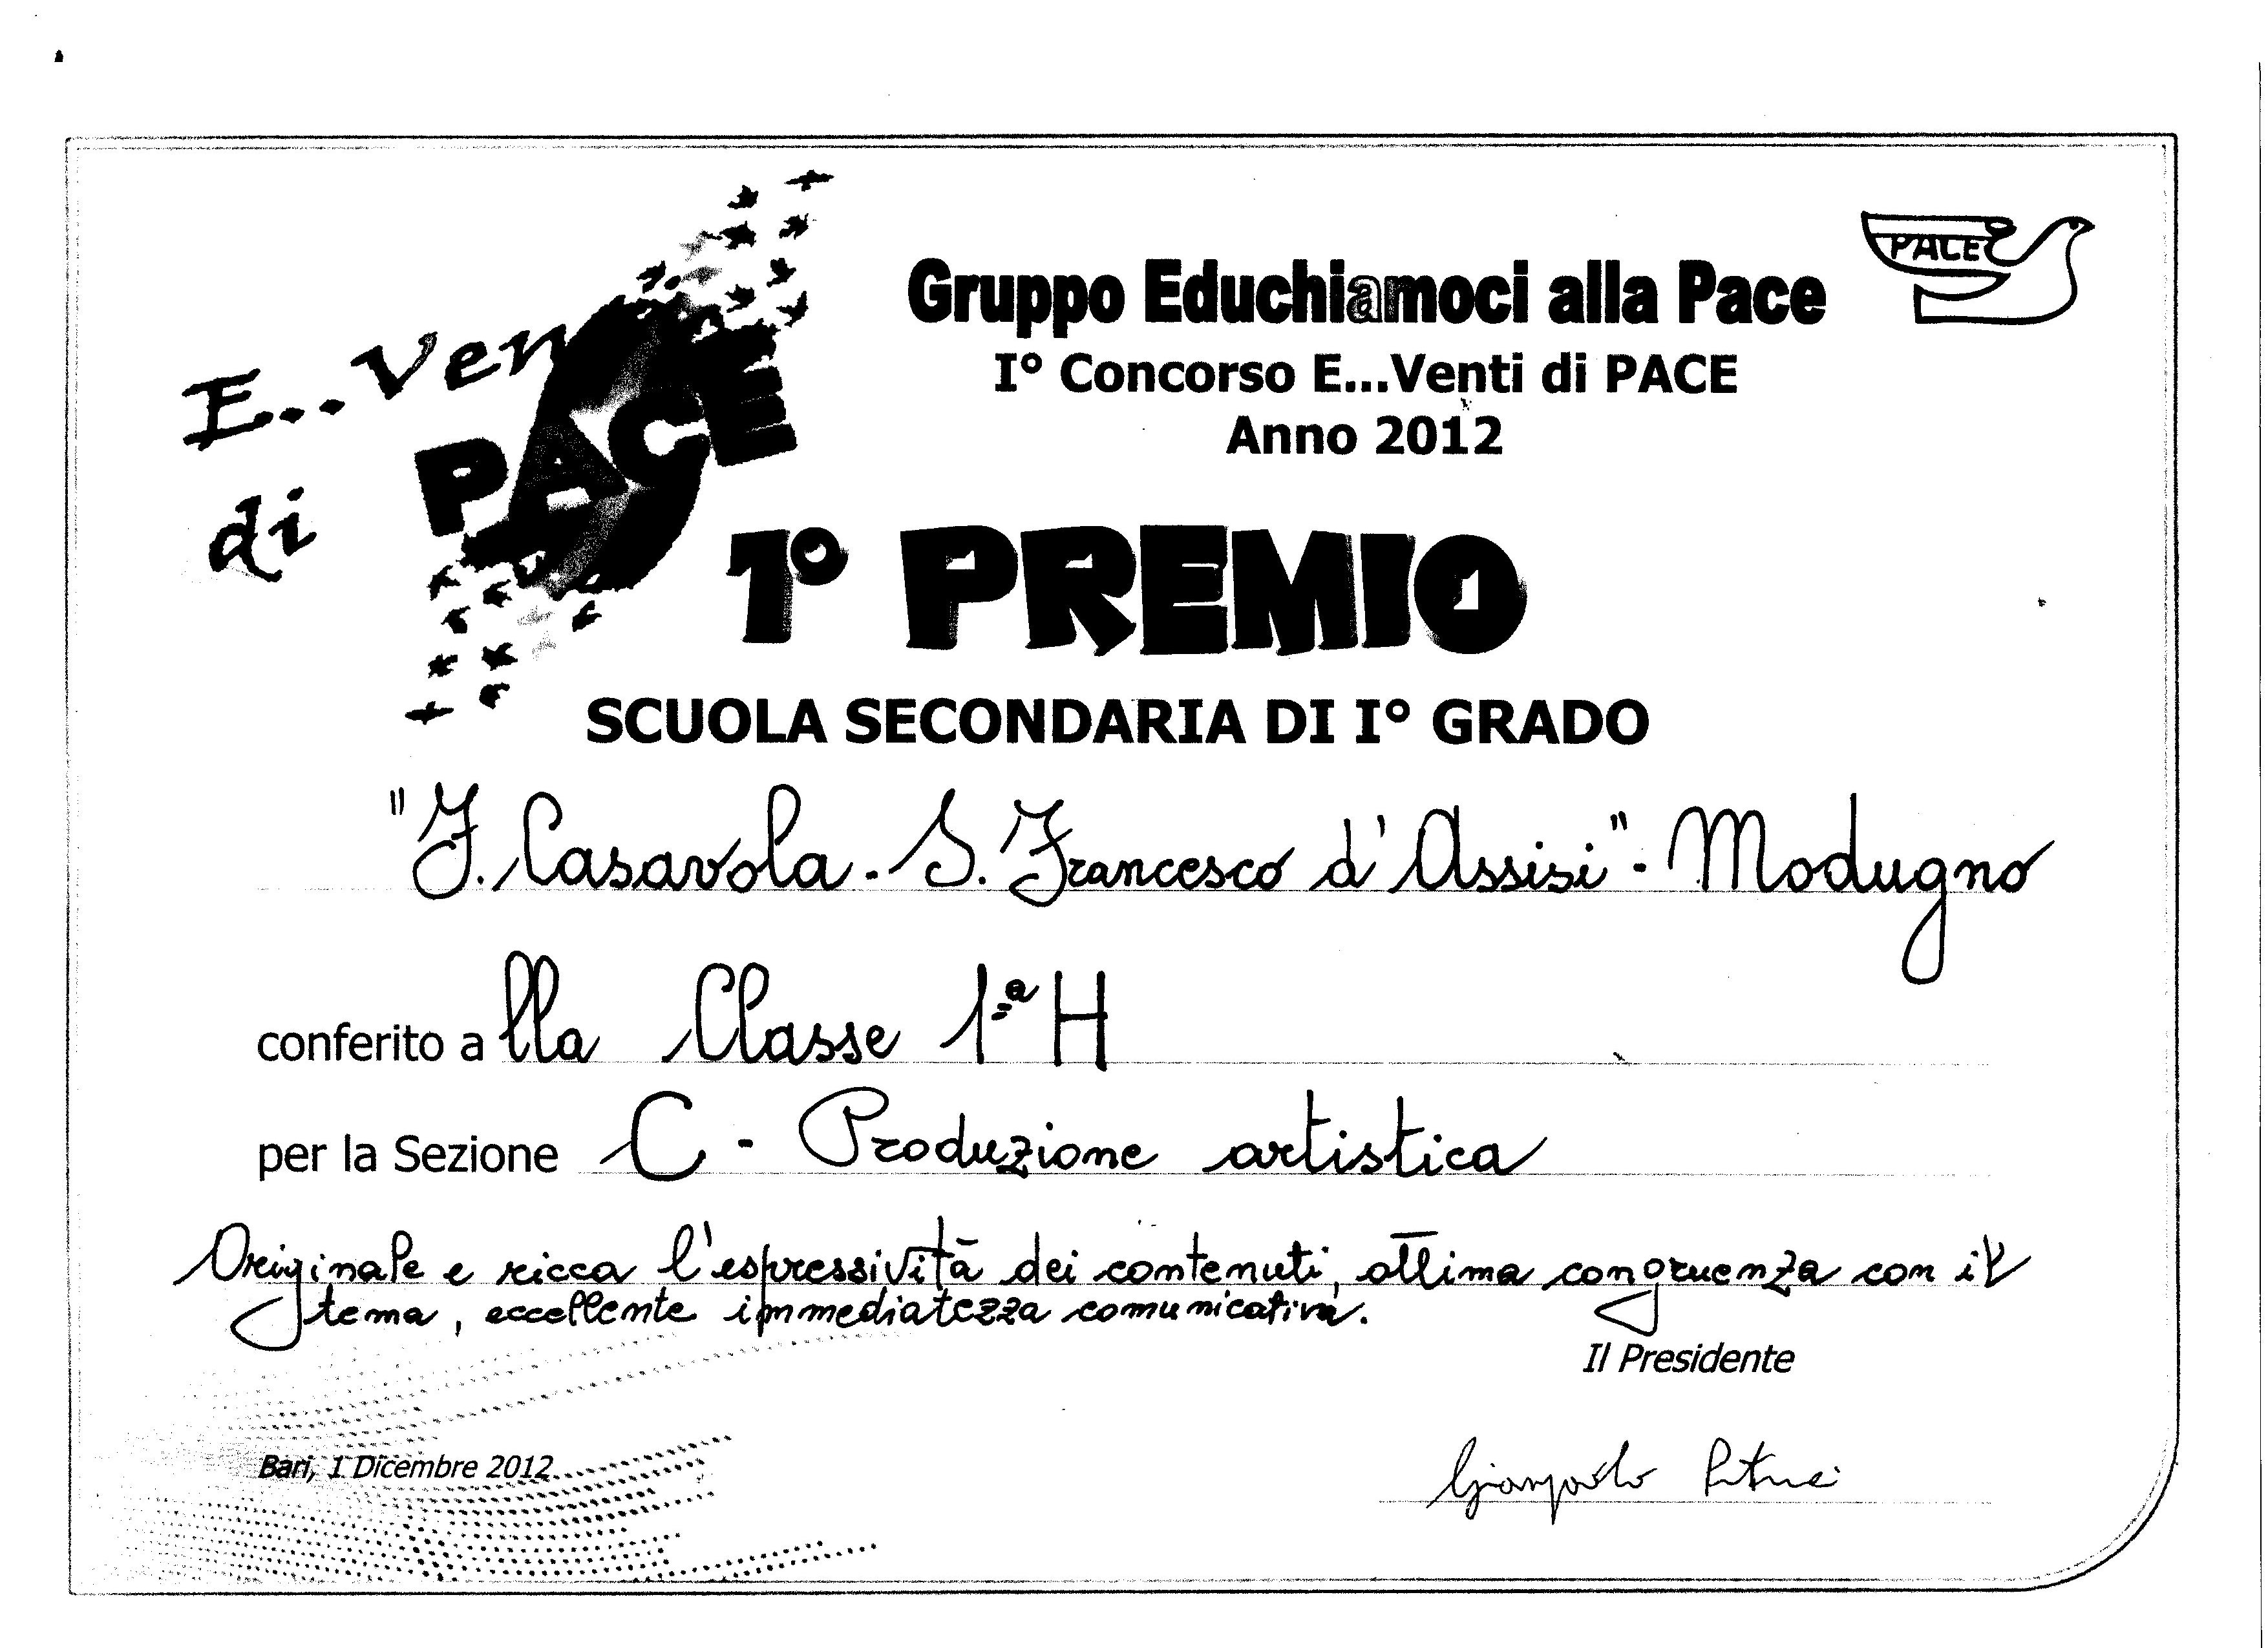 E...Ven
di
PACE
PACE
Gruppo Educhiamoci alla Pace
I° Concorso E...Venti di PACE
Anno 2012
1° PREMIO
SCUOLA SECONDARIA DI I° GRADO
"F. Casavola - S. Francesco d'Assisi" - Modugno
conferito alla Classe 1ª H
per la Sezione C - Produzione artistica
Originale e ricca l'espressività dei contenuti, ottima congruenza con il
tema, eccellente immediatezza comunicativa.
Il Presidente
Bari, 1 Dicembre 2012